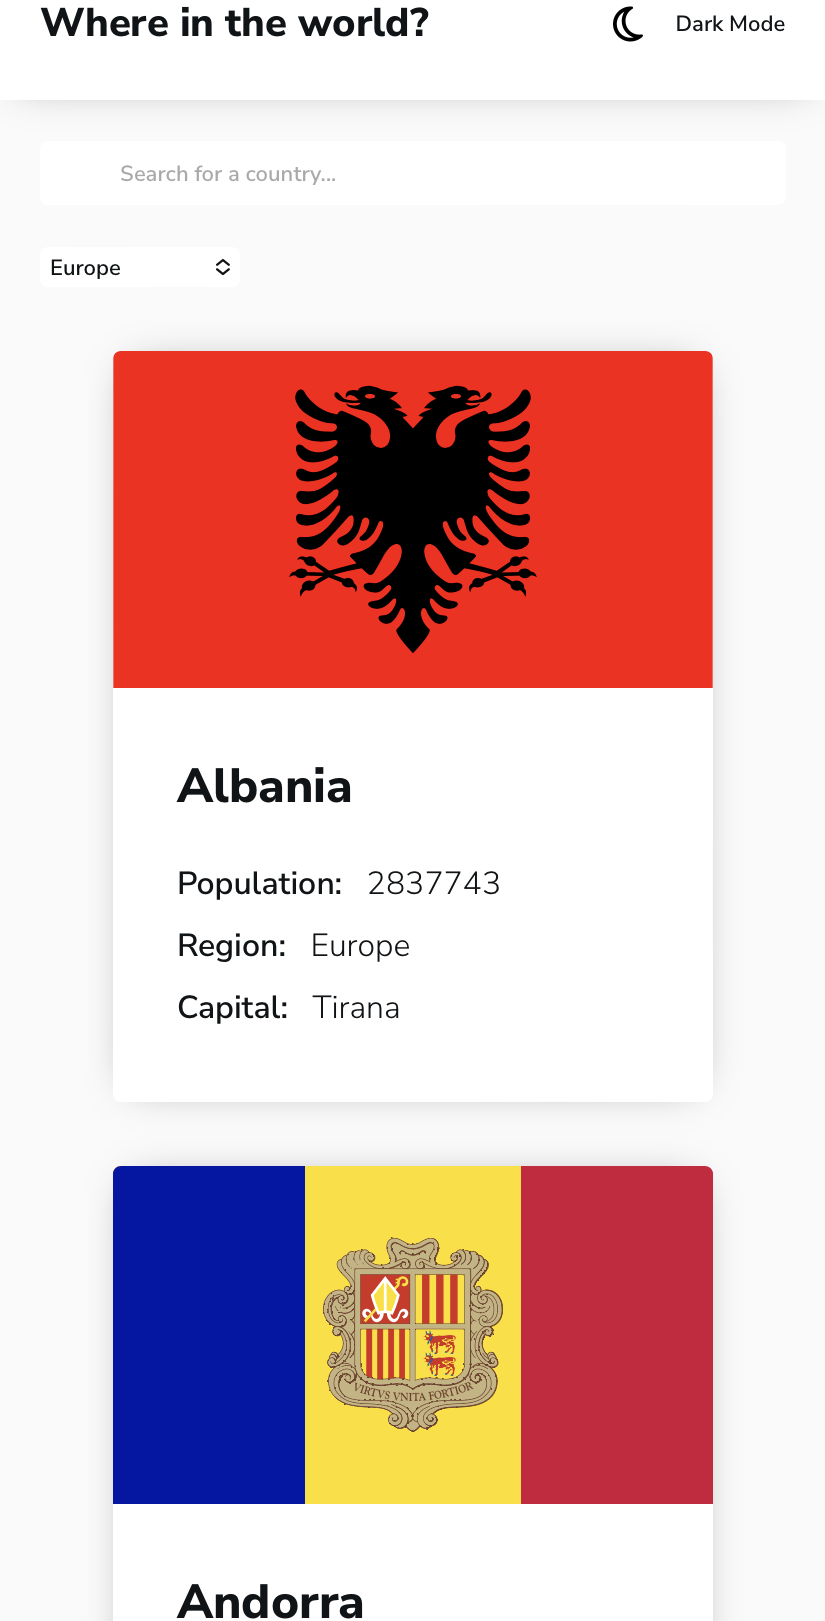 Where in the world?
Dark Mode
Search for a country...
Europe
Albania
Population: 2837743
Region: Europe
Capital: Tirana
VIRTVS VNITA FORTIOR
Andorra